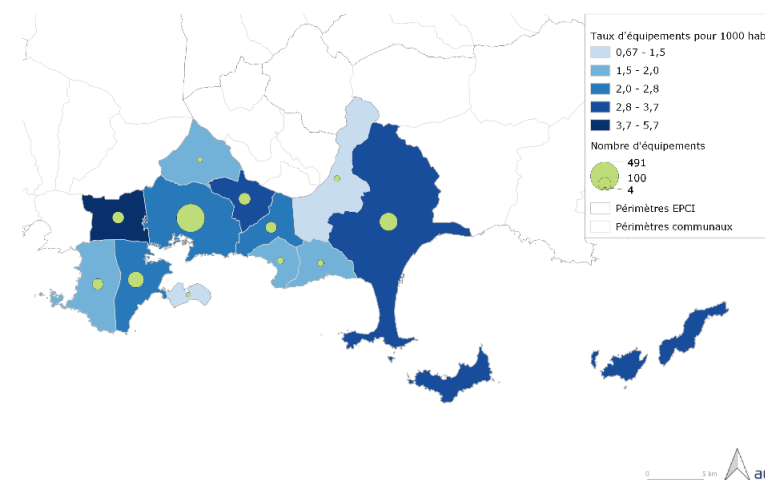 Taux d'équipements pour 1000 hab
0,67 - 1,5
1,5 - 2,0
2,0 - 2,8
2,8 - 3,7
3,7 - 5,7
Nombre d'équipements
491
100
4
Périmètres EPCI
Périmètres communaux
0 5 km
au